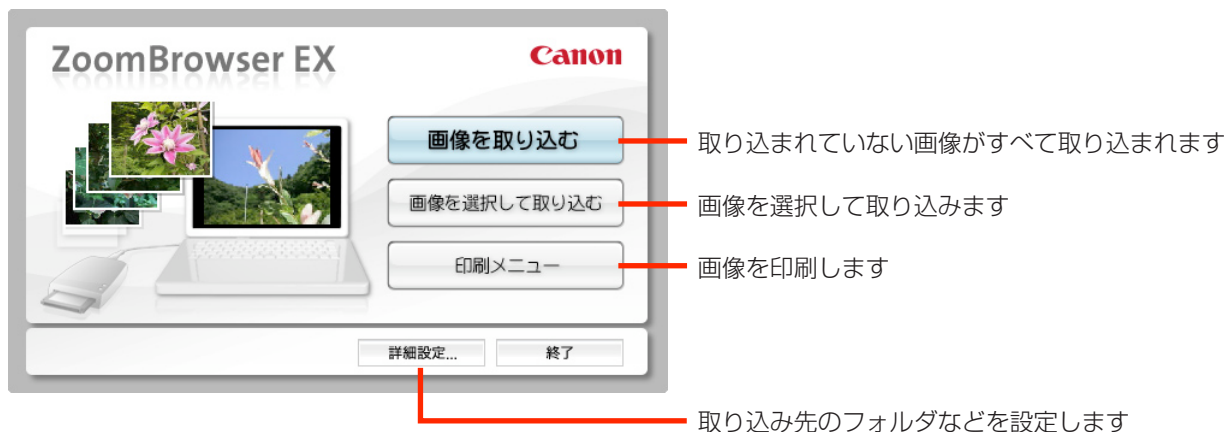 ZoomBrowser EX
Canon
画像を取り込む
取り込まれていない画像がすべて取り込まれます
画像を選択して取り込む
画像を選択して取り込みます
印刷メニュー
画像を印刷します
詳細設定...
終了
取り込み先のフォルダなどを設定します